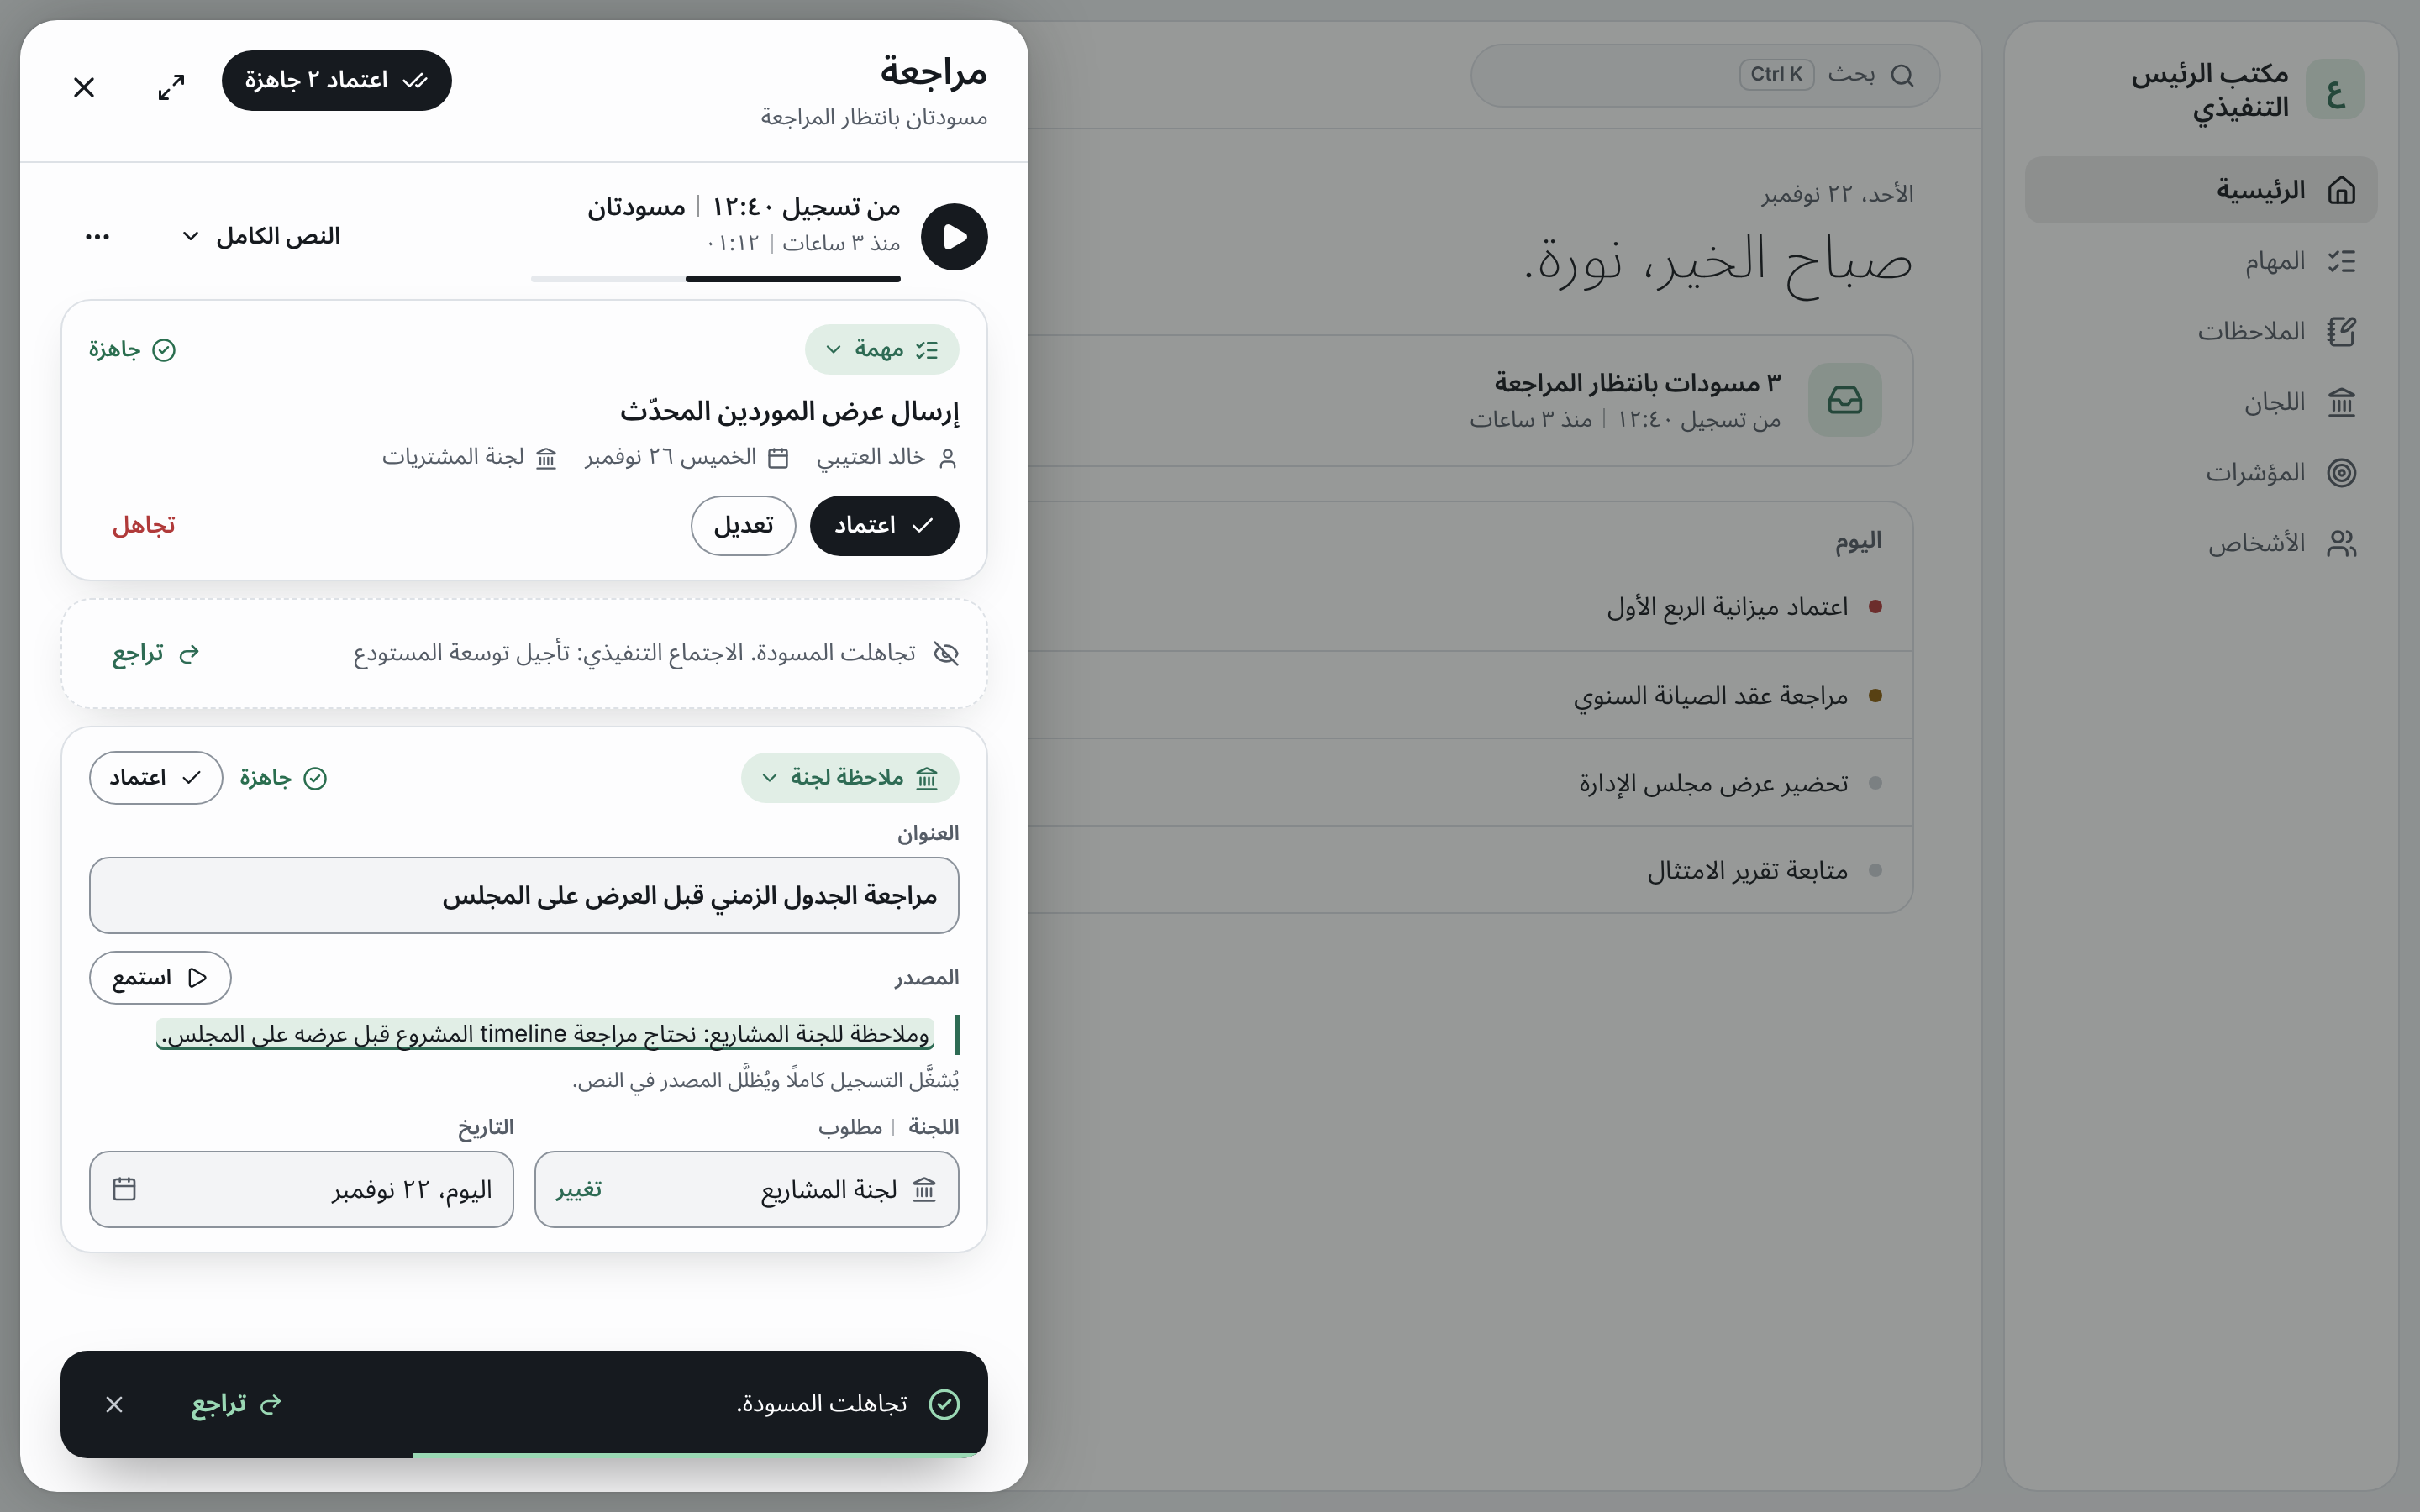 ع
مكتب الرئيس
التنفيذي
الرئيسية
المهام
الملاحظات
اللجان
المؤشرات
الأشخاص
بحث Ctrl K
الأحد، ٢٢ نوفمبر
صباح الخير، نورة.
٣ مسودات بانتظار المراجعة
من تسجيل ١٢:٤٠ | منذ ٣ ساعات
اليوم
اعتماد ميزانية الربع الأول
مراجعة عقد الصيانة السنوي
تحضير عرض مجلس الإدارة
متابعة تقرير الامتثال
مراجعة
مسودتان بانتظار المراجعة
اعتماد ٢ جاهزة
من تسجيل ١٢:٤٠ | مسودتان
منذ ٣ ساعات | ٠١:١٢
النص الكامل
مهمة
جاهزة
إرسال عرض الموردين المحدّث
خالد العتيبي الخميس ٢٦ نوفمبر لجنة المشتريات
اعتماد تعديل تجاهل
تجاهلت المسودة. الاجتماع التنفيذي: تأجيل توسعة المستودع تراجع
ملاحظة لجنة
جاهزة
اعتماد
العنوان
مراجعة الجدول الزمني قبل العرض على المجلس
المصدر
استمع
وملاحظة للجنة المشاريع: نحتاج مراجعة timeline المشروع قبل عرضه على المجلس.
يُشغَّل التسجيل كاملًا ويُظلَّل المصدر في النص.
اللجنة | مطلوب
لجنة المشاريع تغيير
التاريخ
اليوم، ٢٢ نوفمبر
تجاهلت المسودة. تراجع